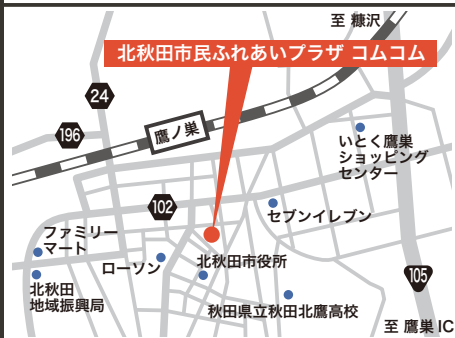 至 糠沢
北秋田市民ふれあいプラザ コムコム
24
196
鷹ノ巣
いとく鷹巣
ショッピング
センター
102
セブンイレブン
ファミリー
マート
ローソン
北秋田市役所
北秋田
地域振興局
105
秋田県立秋田北鷹高校
至 鷹巣 IC